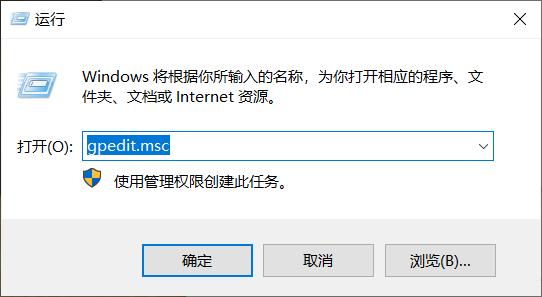 运行
Windows 将根据你所输入的名称，为你打开相应的程序、文
件夹、文档或 Internet 资源。
打开(O): gpedit.msc
使用管理权限创建此任务。
确定 取消 浏览(B)...